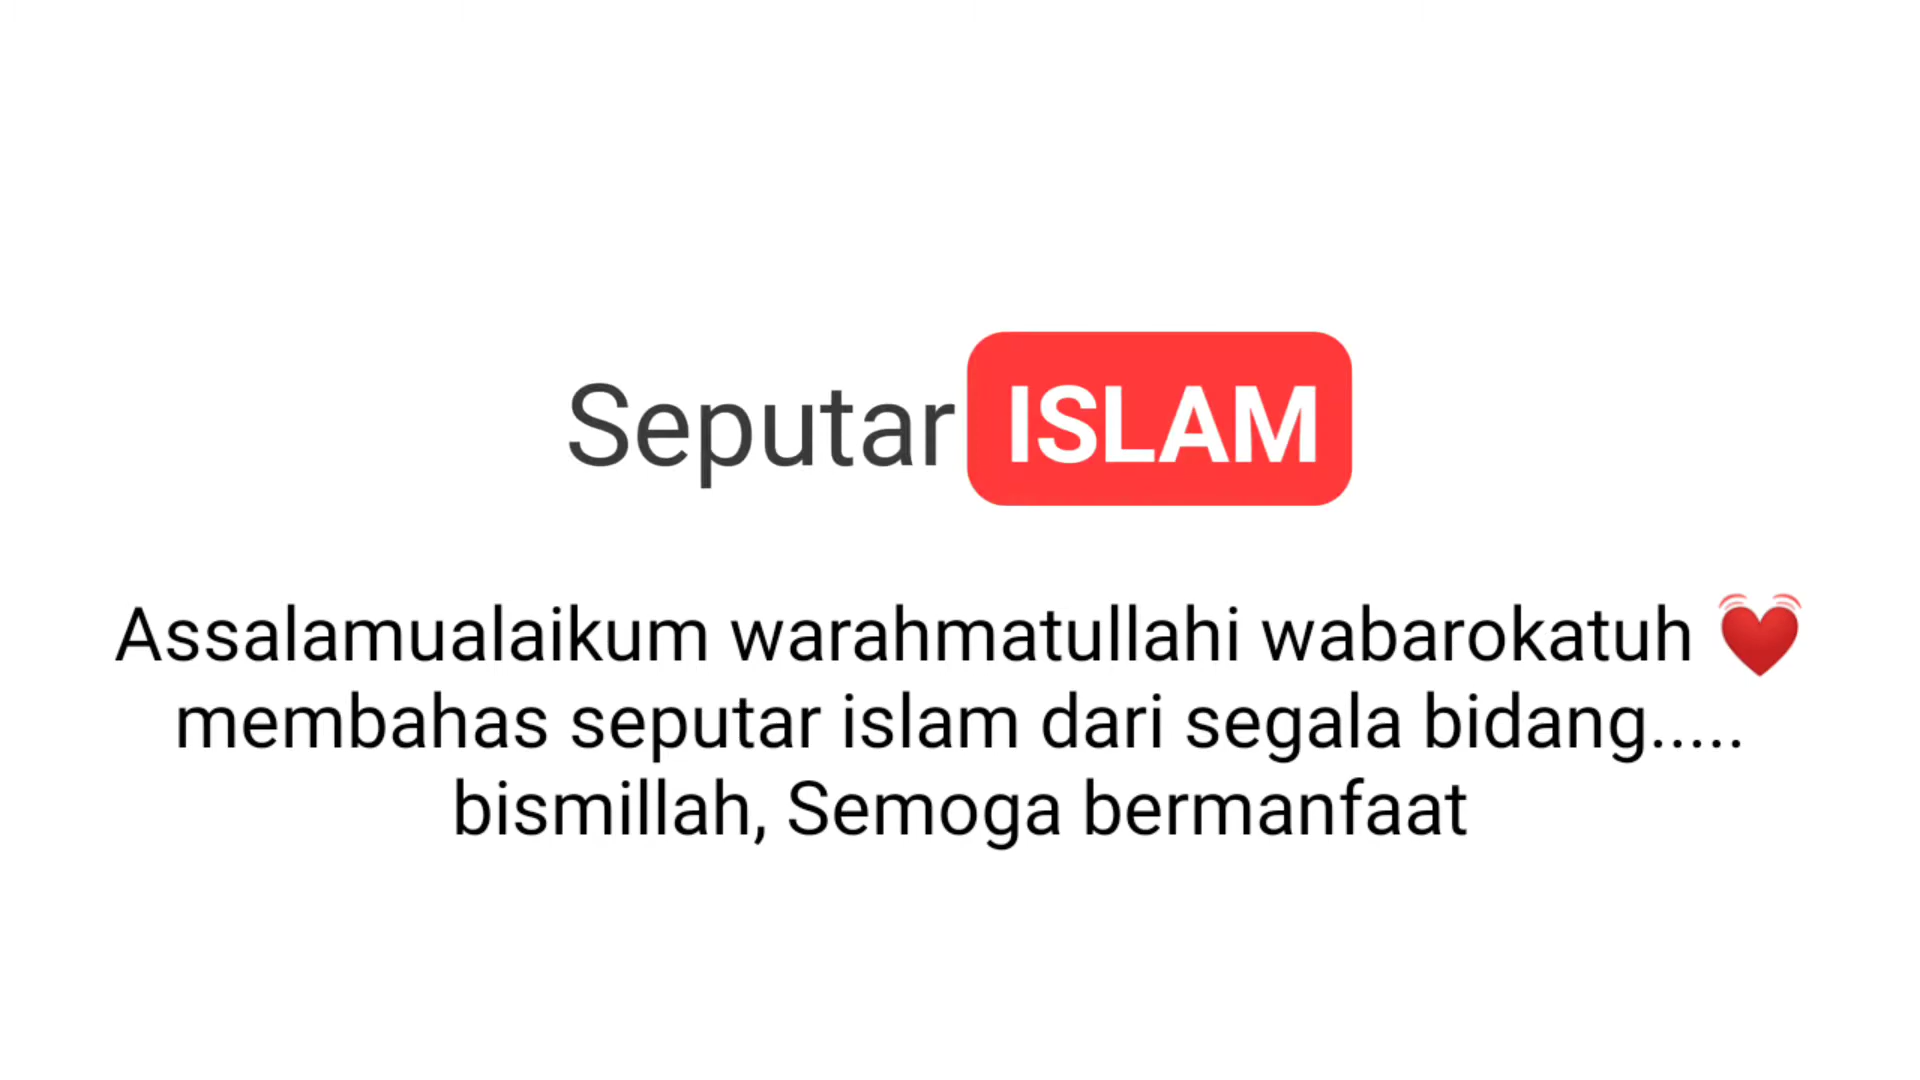 Seputar ISLAM
Assalamualaikum warahmatullahi wabarokatuh 💓
membahas seputar islam dari segala bidang.....
bismillah, Semoga bermanfaat